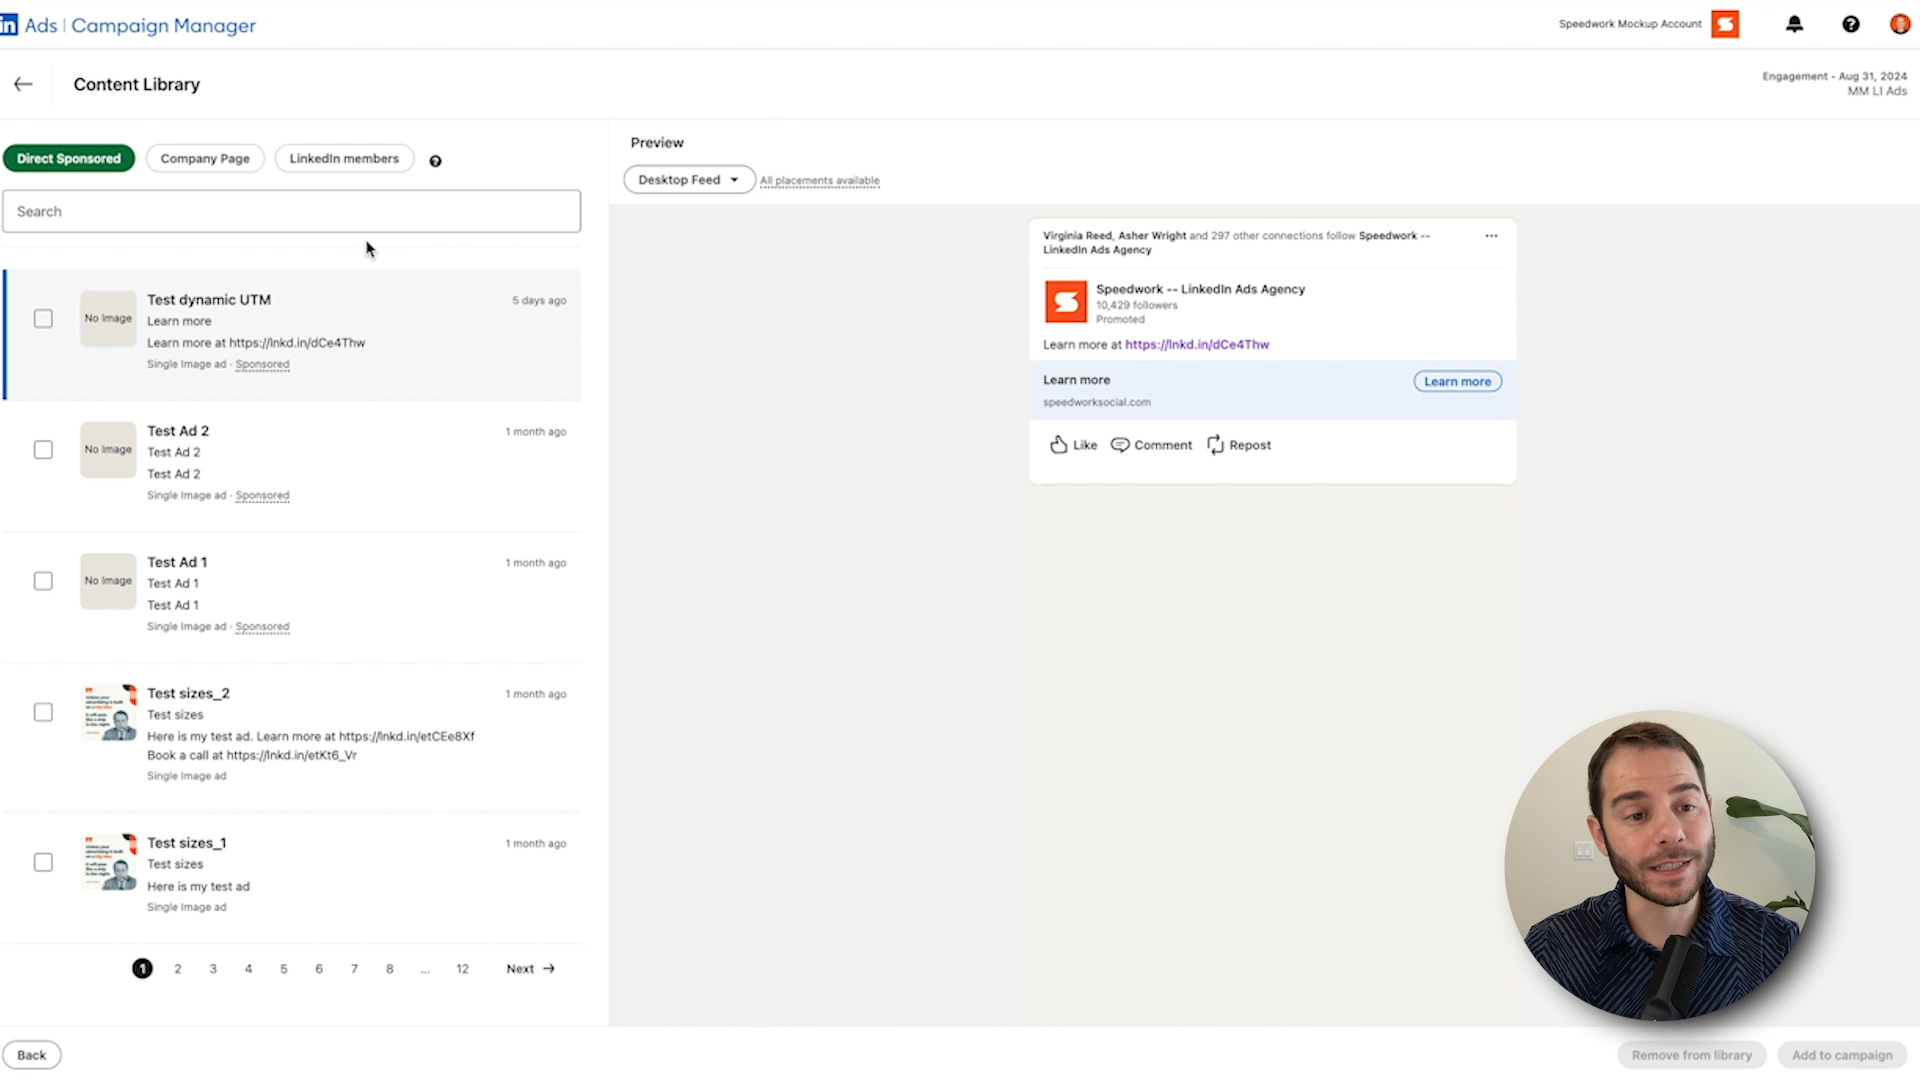 in Ads | Campaign Manager
Speedwork Mockup Account
Content Library
Engagement - Aug 31, 2024
MM LI Ads
Direct Sponsored
Company Page
LinkedIn members
Search
Test dynamic UTM
5 days ago
No Image
Learn more
Learn more at https://lnkd.in/dCe4Thw
Single Image ad · Sponsored
Test Ad 2
1 month ago
No Image
Test Ad 2
Test Ad 2
Single Image ad · Sponsored
Test Ad 1
1 month ago
No Image
Test Ad 1
Test Ad 1
Single Image ad · Sponsored
Test sizes_2
1 month ago
Test sizes
Here is my test ad. Learn more at https://lnkd.in/etCEe8Xf
Book a call at https://lnkd.in/etKt6_Vr
Single Image ad
Test sizes_1
1 month ago
Test sizes
Here is my test ad
Single Image ad
1 2 3 4 5 6 7 8 ... 12 Next →
Preview
Desktop Feed
All placements available
Virginia Reed, Asher Wright and 297 other connections follow Speedwork --
LinkedIn Ads Agency
Speedwork -- LinkedIn Ads Agency
10,429 followers
Promoted
Learn more at https://lnkd.in/dCe4Thw
Learn more
Learn more
speedworksocial.com
Like
Comment
Repost
Back
Remove from library
Add to campaign